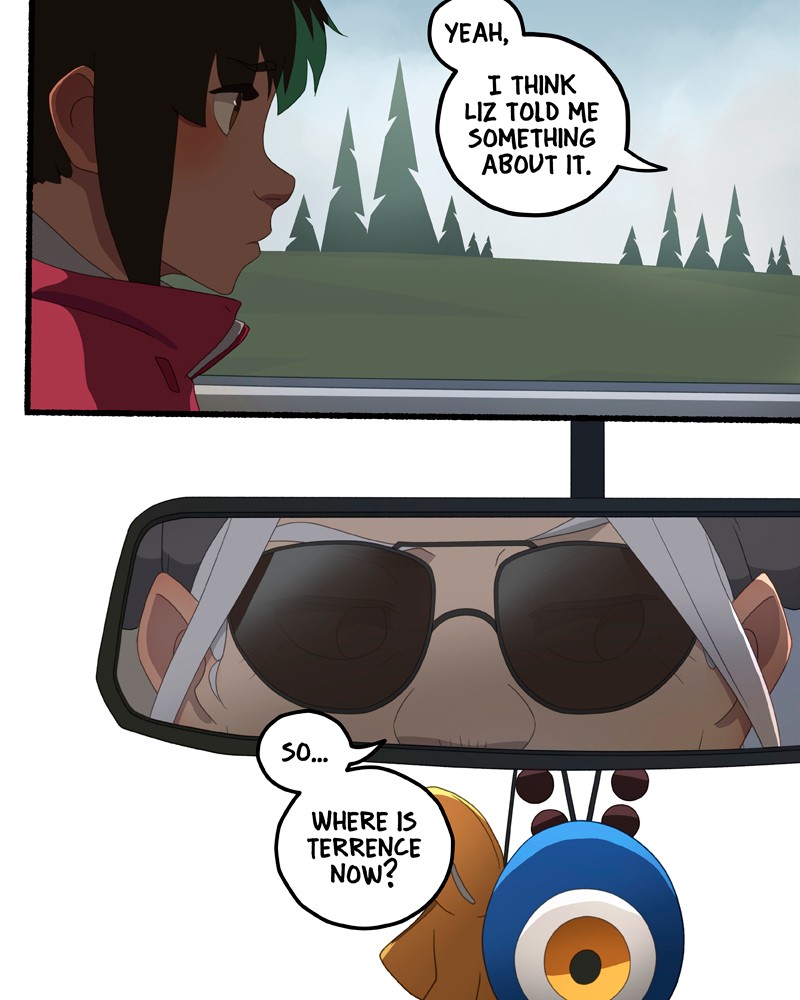 YEAH,
I THINK
LIZ TOLD ME
SOMETHING
ABOUT IT.
SO...
WHERE IS
TERRENCE
NOW?